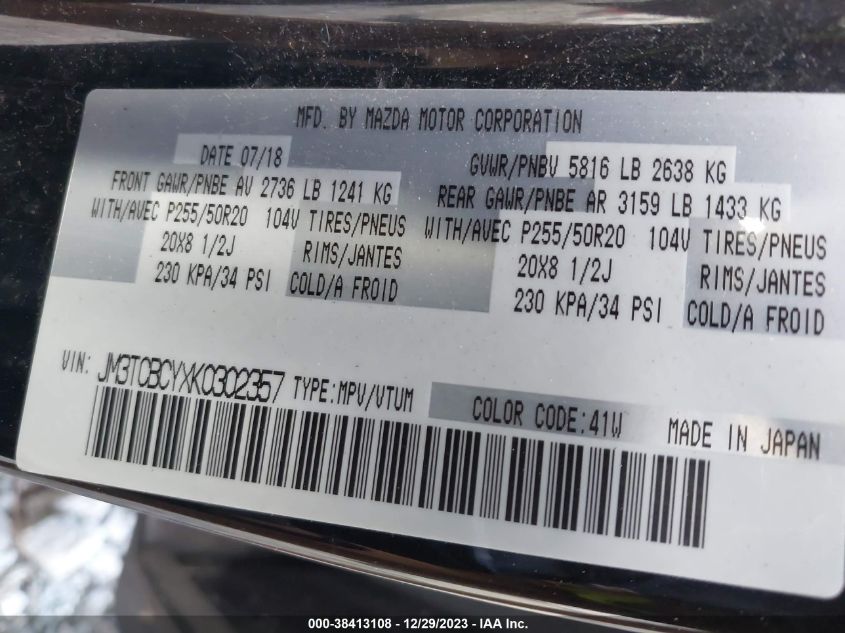 MFD. BY MAZDA MOTOR CORPORATION
DATE 07/18
GVWR/PNBV 5816 LB 2638 KG
FRONT GAWR/PNBE AV 2736 LB 1241 KG
REAR GAWR/PNBE AR 3159 LB 1433 KG
WITH/AVEC P255/50R20 104V TIRES/PNEUS
WITH/AVEC P255/50R20 104V TIRES/PNEUS
20X8 1/2J RIMS/JANTES
20X8 1/2J RIMS/JANTES
230 KPA/34 PSI COLD/A FROID
230 KPA/34 PSI COLD/A FROID
VIN: JM3TCBCYXK0302357 TYPE:MPV/VTUM COLOR CODE:41W MADE IN JAPAN
000-38413108 - 12/29/2023 - IAA Inc.